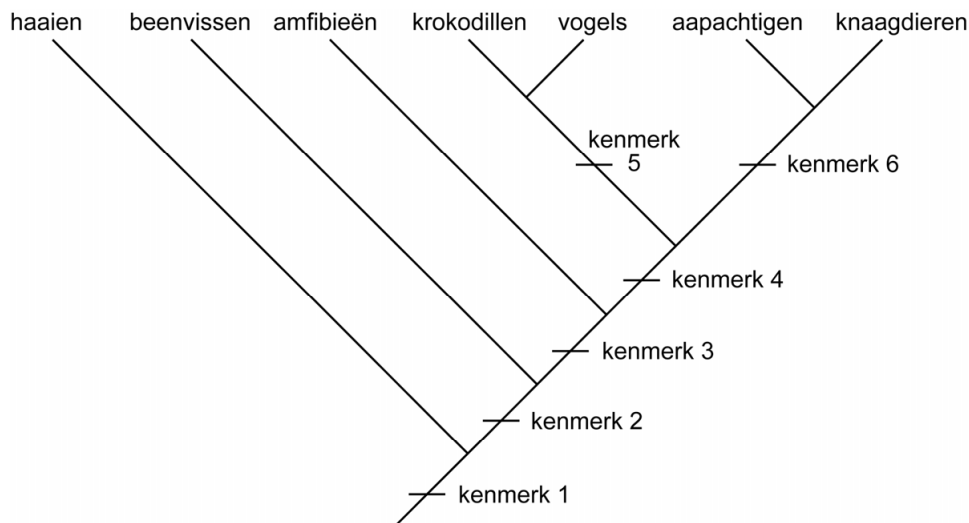 haaien beenvissen amfibieën krokodillen vogels aapachtigen knaagdieren
kenmerk
5
kenmerk 6
kenmerk 4
kenmerk 3
kenmerk 2
kenmerk 1